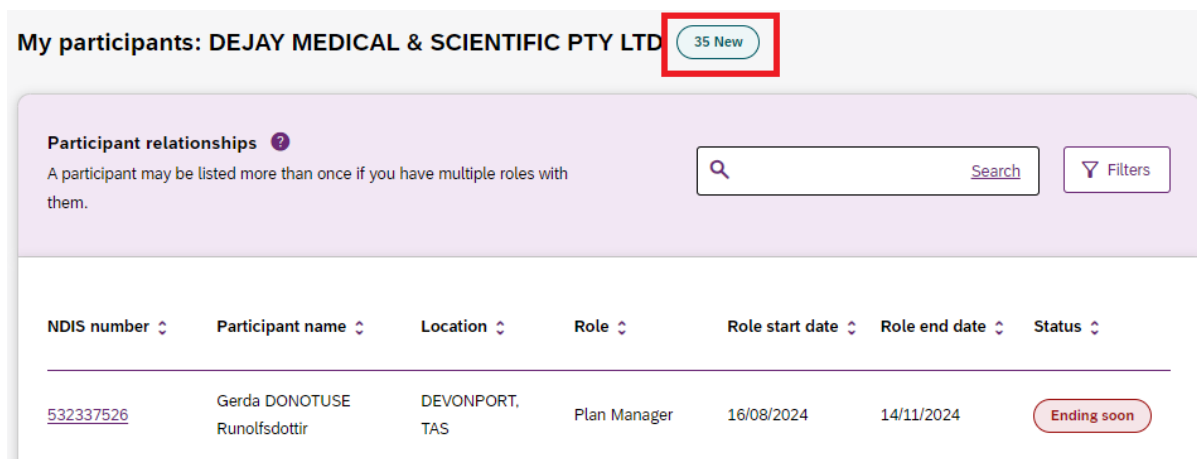 My participants: DEJAY MEDICAL & SCIENTIFIC PTY LTD 35 New
Participant relationships ?
A participant may be listed more than once if you have multiple roles with
them.
Search
Filters
NDIS number Participant name Location Role Role start date Role end date Status
532337526 Gerda DONOTUSE Runolfsdottir DEVONPORT, TAS Plan Manager 16/08/2024 14/11/2024 Ending soon